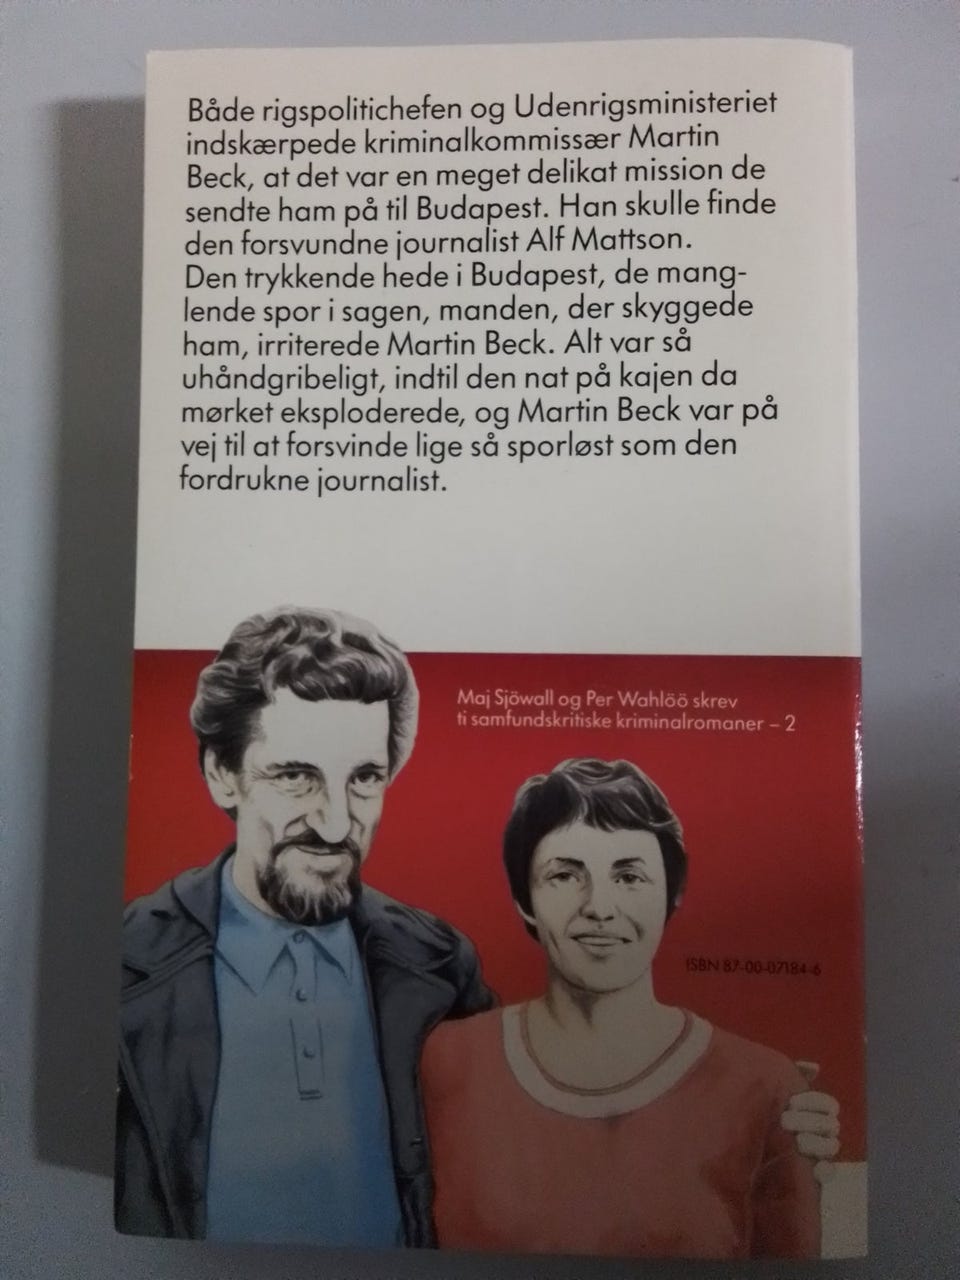 Både rigspolitichefen og Udenrigsministeriet
indskærpede kriminalkommissær Martin
Beck, at det var en meget delikat mission de
sendte ham på til Budapest. Han skulle finde
den forsvundne journalist Alf Mattson.
Den trykkende hede i Budapest, de mang-
lende spor i sagen, manden, der skyggede
ham, irriterede Martin Beck. Alt var så
uhåndgribeligt, indtil den nat på kajen da
mørket eksploderede, og Martin Beck var på
vej til at forsvinde lige så sporløst som den
fordrukne journalist.
Maj Sjöwall og Per Wahlöö skrev
ti samfundskritiske kriminalromaner – 2
ISBN 87-00-07184-6